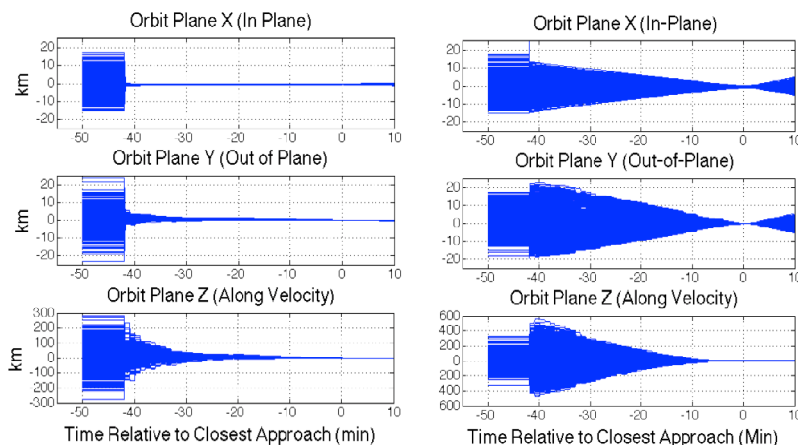 Orbit Plane X (In Plane)
20
10
0
-10
-20
km
-50 -40 -30 -20 -10 0 10
Orbit Plane Y (Out of Plane)
20
10
0
-10
-20
-50 -40 -30 -20 -10 0 10
Orbit Plane Z (Along Velocity)
300
200
100
0
-100
-200
-300
km
-50 -40 -30 -20 -10 0 10
Time Relative to Closest Approach (min)
Orbit Plane X (In-Plane)
20
10
0
-10
-20
-50 -40 -30 -20 -10 0 10
Orbit Plane Y (Out-of-Plane)
20
10
0
-10
-20
-50 -40 -30 -20 -10 0 10
Orbit Plane Z (Along Velocity)
600
400
200
0
200
400
600
-50 -40 -30 -20 -10 0 10
Time Relative to Closest Approach (Min)